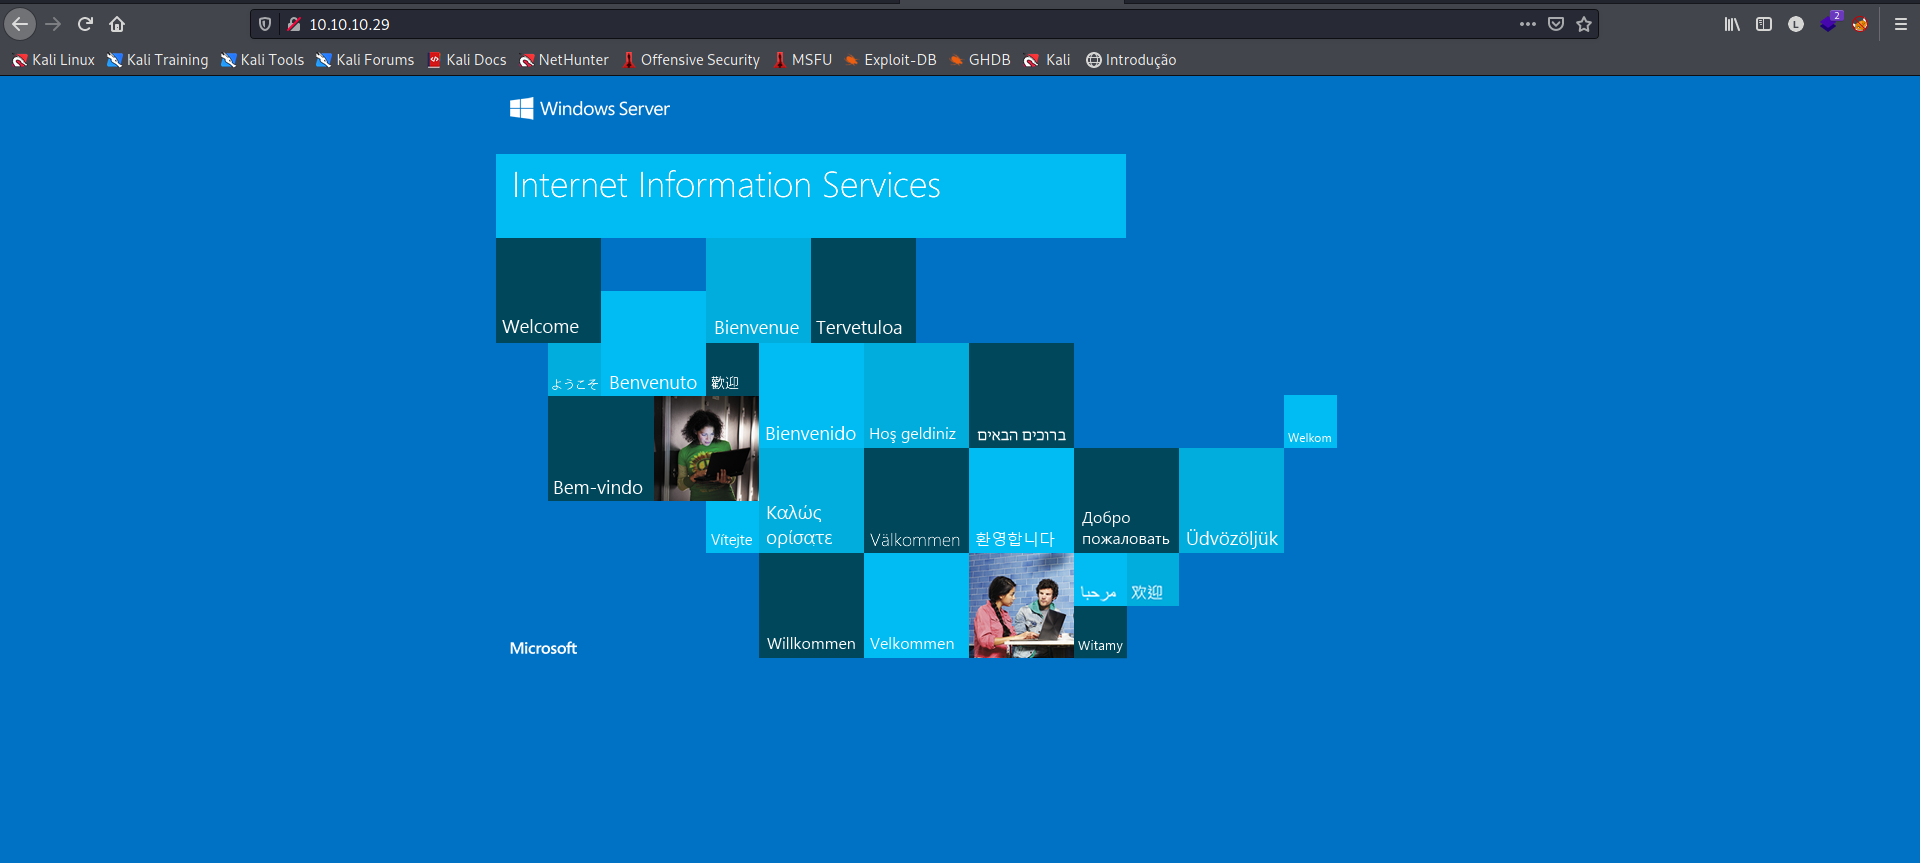 10.10.10.29
2
Kali Linux Kali Training Kali Tools Kali Forums Kali Docs NetHunter Offensive Security MSFU Exploit-DB GHDB Kali Introdução
Windows Server
Internet Information Services
Welcome
Bienvenue
Tervetuloa
ようこそ
Benvenuto
歡迎
Bienvenido
Hoş geldiniz
ברוכים הבאים
Welkom
Bem-vindo
Vítejte
Καλώς
ορίσατε
Välkommen
환영합니다
Добро
пожаловать
Üdvözöljük
مرحبا
欢迎
Microsoft
Willkommen
Velkommen
Witamy